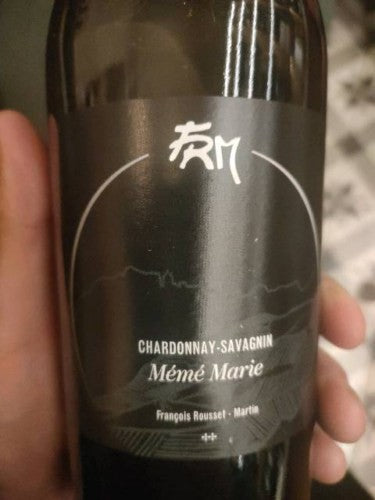 FRM
CHARDONNAY-SAVAGNIN
Mémé Marie
François Rousset - Martin